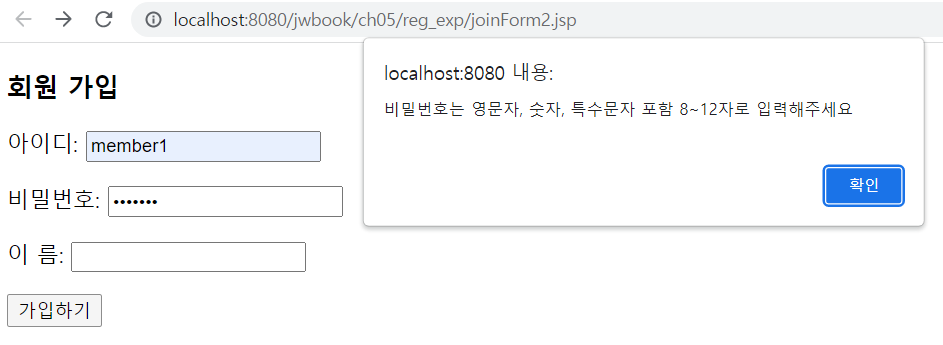 localhost:8080/jwbook/ch05/reg_exp/joinForm2.jsp
localhost:8080 내용:
비밀번호는 영문자, 숫자, 특수문자 포함 8~12자로 입력해주세요
확인
회원 가입
아이디: member1
비밀번호: •••••••
이 름:
가입하기